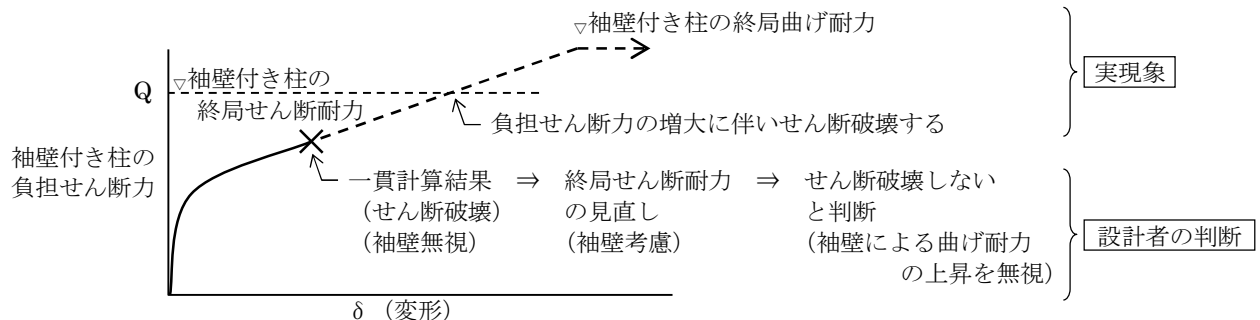 ▽袖壁付き柱の終局曲げ耐力
実現象
Q
▽袖壁付き柱の
終局せん断耐力
負担せん断力の増大に伴いせん断破壊する
袖壁付き柱の
負担せん断力
一貫計算結果 ⇒ 終局せん断耐力 ⇒ せん断破壊しない
(せん断破壊) の見直し と判断
(袖壁無視) (袖壁考慮) (袖壁による曲げ耐力
の上昇を無視)
設計者の判断
δ (変形)